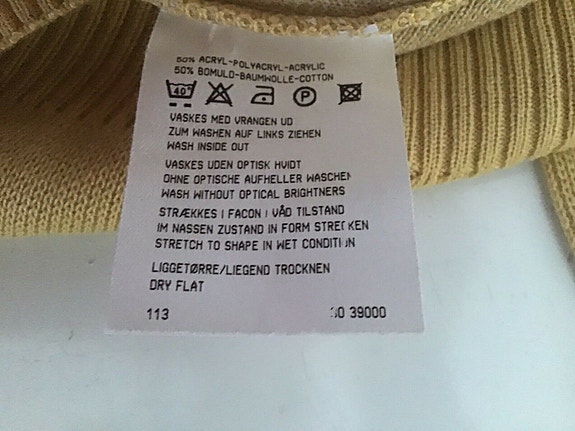 50% ACRYL-POLYACRYL-ACRYLIC
50% BOMULD-BAUMWOLLE-COTTON
40° P
VASKES MED VRANGEN UD
ZUM WASHEN AUF LINKS ZIEHEN
WASH INSIDE OUT
VASKES UDEN OPTISK HVIDT
OHNE OPTISCHE AUFHELLER WASCHEN
WASH WITHOUT OPTICAL BRIGHTNERS
STRÆKKES I FACON I VÅD TILSTAND
IM NASSEN ZUSTAND IN FORM STRECKEN
STRETCH TO SHAPE IN WET CONDITION
LIGGETØRRE/LIEGEND TROCKNEN
DRY FLAT
113 30 39000